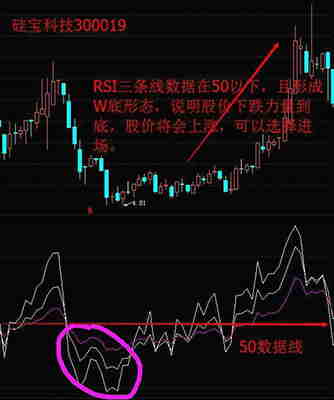 硅宝科技300019
RSI三条线数据在50以下，且形成
W底形态，说明股价下跌力量到
底，股价将会上涨，可以选择进
场。
50数据线